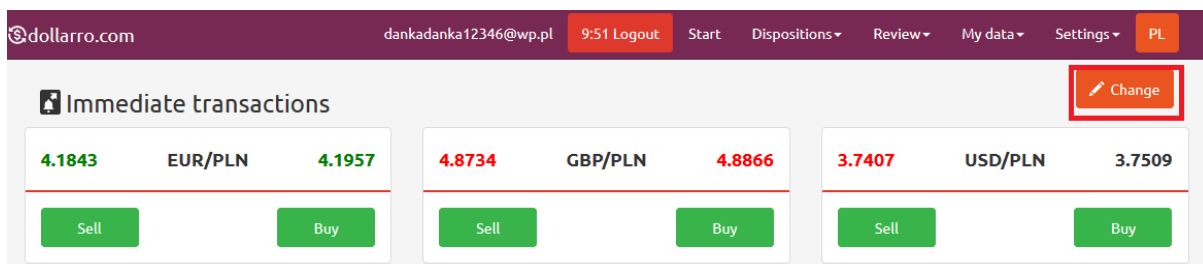 dollarro.com dankadanka12346@wp.pl 9:51 Logout Start Dispositions Review My data Settings PL
Immediate transactions Change
4.1843 EUR/PLN 4.1957 4.8734 GBP/PLN 4.8866 3.7407 USD/PLN 3.7509
Sell Buy Sell Buy Sell Buy